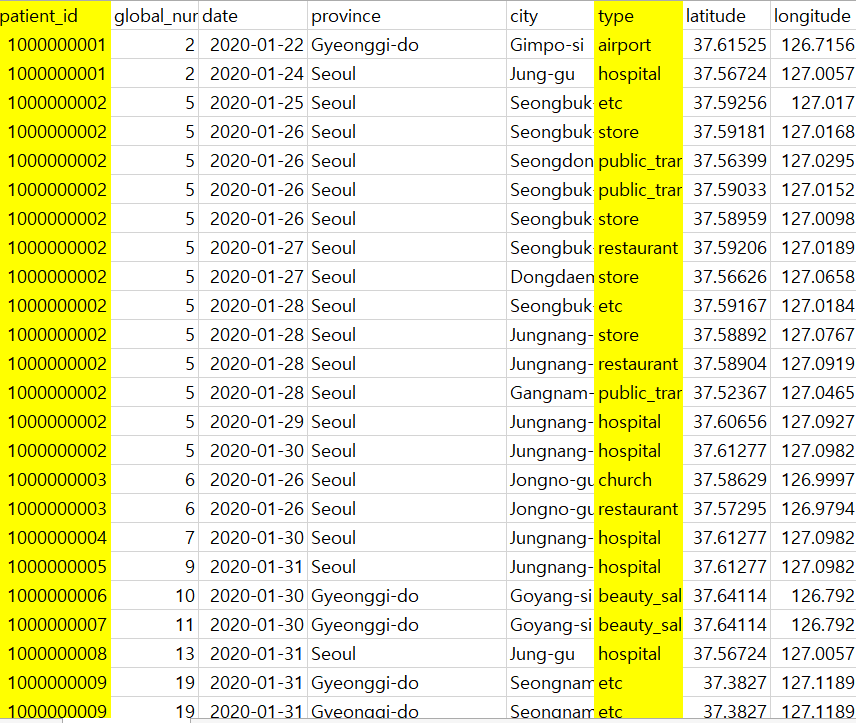 patient_id global_nur date province city type latitude longitude
1000000001 2 2020-01-22 Gyeonggi-do Gimpo-si airport 37.61525 126.7156
1000000001 2 2020-01-24 Seoul Jung-gu hospital 37.56724 127.0057
1000000002 5 2020-01-25 Seoul Seongbuk- etc 37.59256 127.017
1000000002 5 2020-01-26 Seoul Seongbuk- store 37.59181 127.0168
1000000002 5 2020-01-26 Seoul Seongdon public_trar 37.56399 127.0295
1000000002 5 2020-01-26 Seoul Seongbuk- public_trar 37.59033 127.0152
1000000002 5 2020-01-26 Seoul Seongbuk- store 37.58959 127.0098
1000000002 5 2020-01-27 Seoul Seongbuk- restaurant 37.59206 127.0189
1000000002 5 2020-01-27 Seoul Dongdaen store 37.56626 127.0658
1000000002 5 2020-01-28 Seoul Seongbuk- etc 37.59167 127.0184
1000000002 5 2020-01-28 Seoul Jungnang- store 37.58892 127.0767
1000000002 5 2020-01-28 Seoul Jungnang- restaurant 37.58904 127.0919
1000000002 5 2020-01-28 Seoul Gangnam- public_trar 37.52367 127.0465
1000000002 5 2020-01-29 Seoul Jungnang- hospital 37.60656 127.0927
1000000002 5 2020-01-30 Seoul Jungnang- hospital 37.61277 127.0982
1000000003 6 2020-01-26 Seoul Jongno-gu church 37.58629 126.9997
1000000003 6 2020-01-26 Seoul Jongno-gu restaurant 37.57295 126.9794
1000000004 7 2020-01-30 Seoul Jungnang- hospital 37.61277 127.0982
1000000005 9 2020-01-31 Seoul Jungnang- hospital 37.61277 127.0982
1000000006 10 2020-01-30 Gyeonggi-do Goyang-si beauty_sal 37.64114 126.792
1000000007 11 2020-01-30 Gyeonggi-do Goyang-si beauty_sal 37.64114 126.792
1000000008 13 2020-01-31 Seoul Jung-gu hospital 37.56724 127.0057
1000000009 19 2020-01-31 Gyeonggi-do Seongnam etc 37.3827 127.1189
1000000009 19 2020-01-31 Gyeonggi-do Seongnam etc 37.3827 127.1189